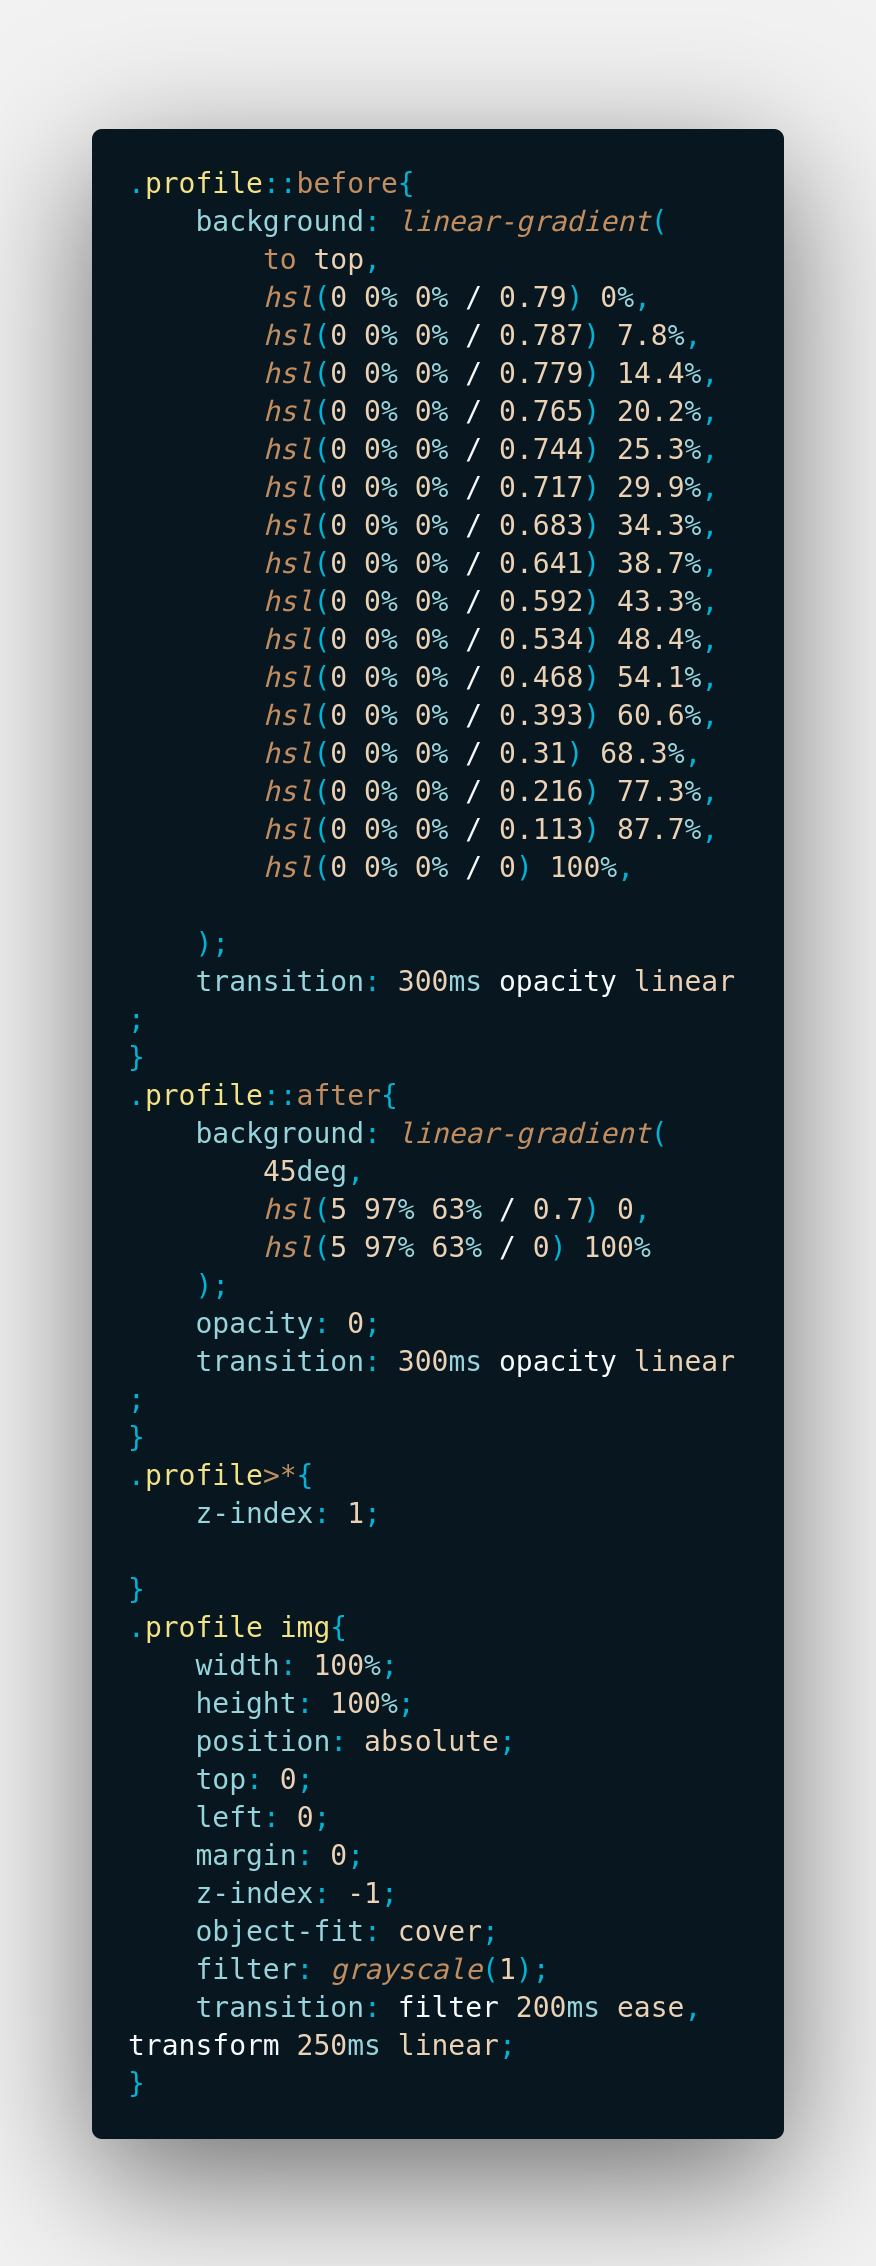 .profile::before{
    background: linear-gradient(
        to top,
        hsl(0 0% 0% / 0.79) 0%,
        hsl(0 0% 0% / 0.787) 7.8%,
        hsl(0 0% 0% / 0.779) 14.4%,
        hsl(0 0% 0% / 0.765) 20.2%,
        hsl(0 0% 0% / 0.744) 25.3%,
        hsl(0 0% 0% / 0.717) 29.9%,
        hsl(0 0% 0% / 0.683) 34.3%,
        hsl(0 0% 0% / 0.641) 38.7%,
        hsl(0 0% 0% / 0.592) 43.3%,
        hsl(0 0% 0% / 0.534) 48.4%,
        hsl(0 0% 0% / 0.468) 54.1%,
        hsl(0 0% 0% / 0.393) 60.6%,
        hsl(0 0% 0% / 0.31) 68.3%,
        hsl(0 0% 0% / 0.216) 77.3%,
        hsl(0 0% 0% / 0.113) 87.7%,
        hsl(0 0% 0% / 0) 100%,

    );
    transition: 300ms opacity linear
;
}
.profile::after{
    background: linear-gradient(
        45deg,
        hsl(5 97% 63% / 0.7) 0,
        hsl(5 97% 63% / 0) 100%
    );
    opacity: 0;
    transition: 300ms opacity linear
;
}
.profile>*{
    z-index: 1;

}
.profile img{
    width: 100%;
    height: 100%;
    position: absolute;
    top: 0;
    left: 0;
    margin: 0;
    z-index: -1;
    object-fit: cover;
    filter: grayscale(1);
    transition: filter 200ms ease,
transform 250ms linear;
}